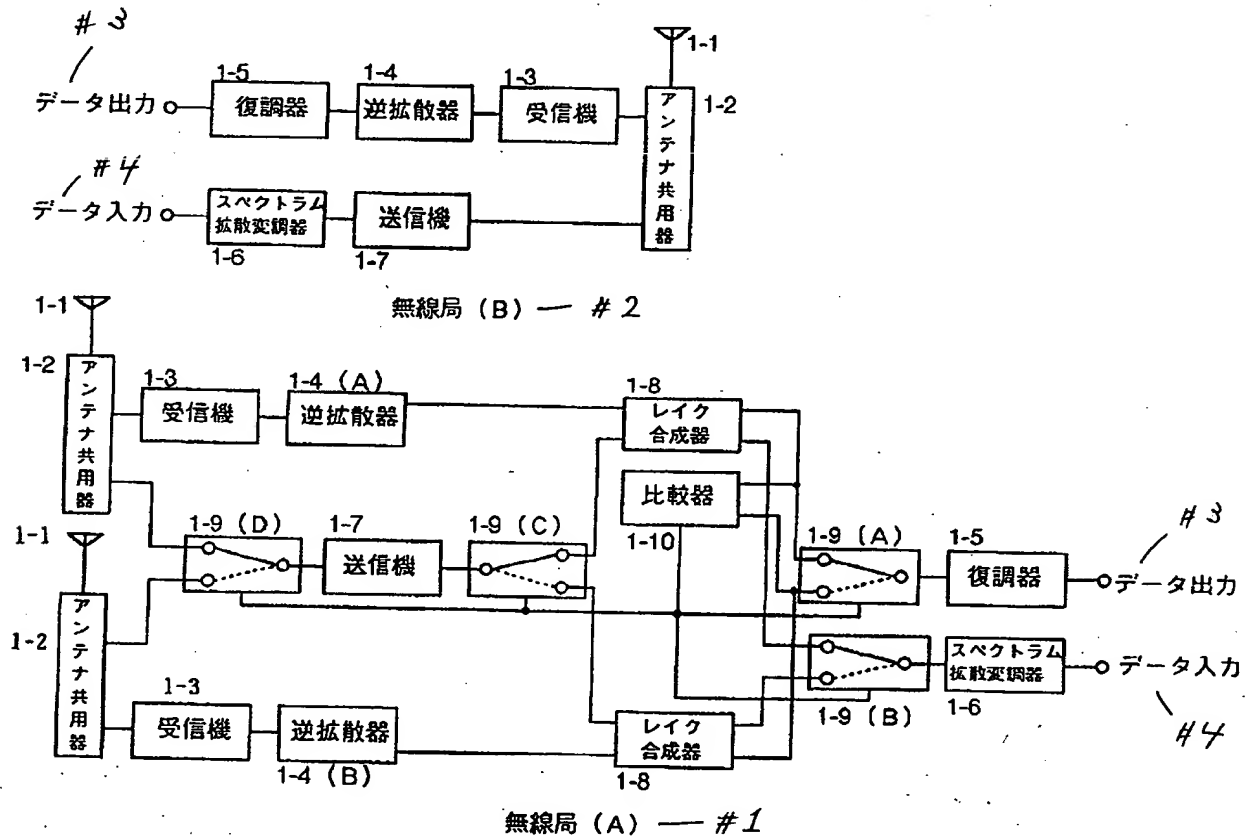 #3
データ出力
1-5
復調器
1-4
逆拡散器
1-3
受信機
1-1
1-2
アンテナ共用器
#4
データ入力
スペクトラム
拡散変調器
1-6
送信機
1-7
無線局 (B) — #2
1-1
1-2
アンテナ共用器
1-3
受信機
1-4 (A)
逆拡散器
1-8
レイク
合成器
比較器
1-10
1-9 (D)
1-7
送信機
1-9 (C)
1-9 (A)
1-5
復調器
#3
データ出力
1-1
1-2
アンテナ共用器
1-3
受信機
逆拡散器
1-4 (B)
レイク
合成器
1-8
1-9 (B)
スペクトラム
拡散変調器
1-6
データ入力
#4
無線局 (A) — #1